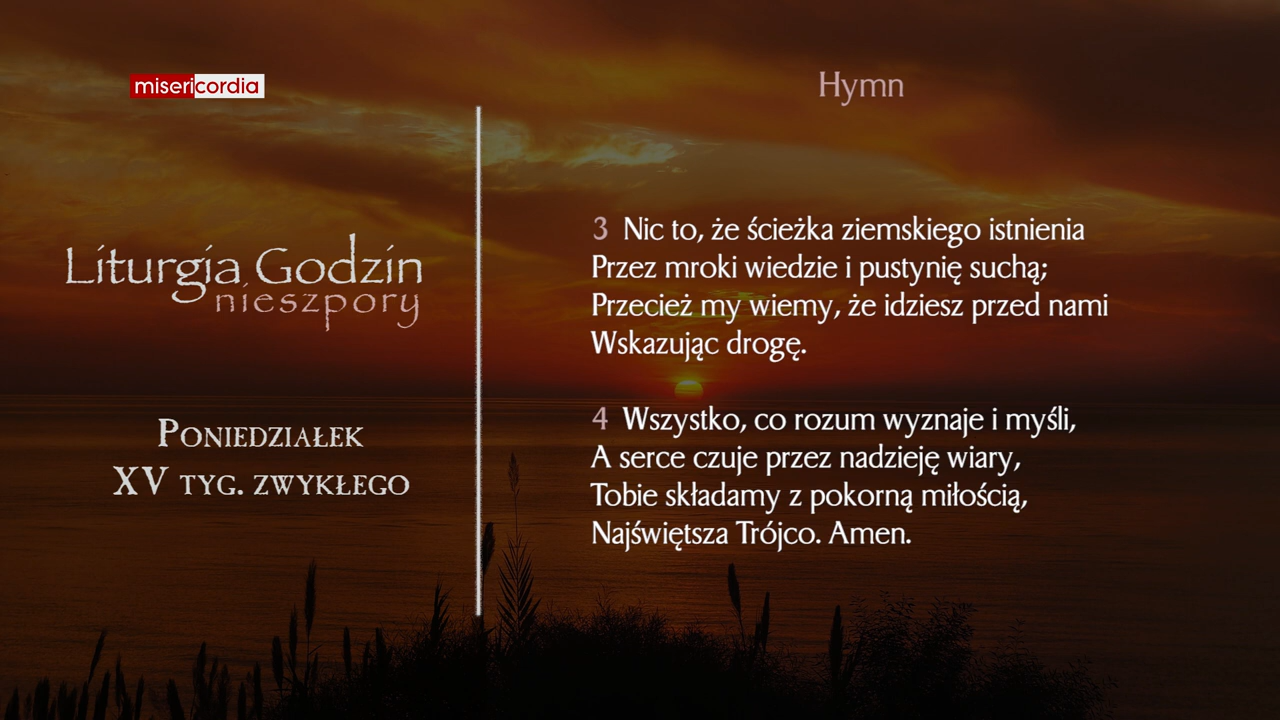 misericordia
Liturgia Godzin
nieszpory
Poniedziałek
XV tyg. zwykłego
Hymn
3 Nic to, że ścieżka ziemskiego istnienia
Przez mroki wiedzie i pustynię suchą;
Przecież my wiemy, że idziesz przed nami
Wskazując drogę.
4 Wszystko, co rozum wyznaje i myśli,
A serce czuje przez nadzieję wiary,
Tobie składamy z pokorną miłością,
Najświętsza Trójco. Amen.